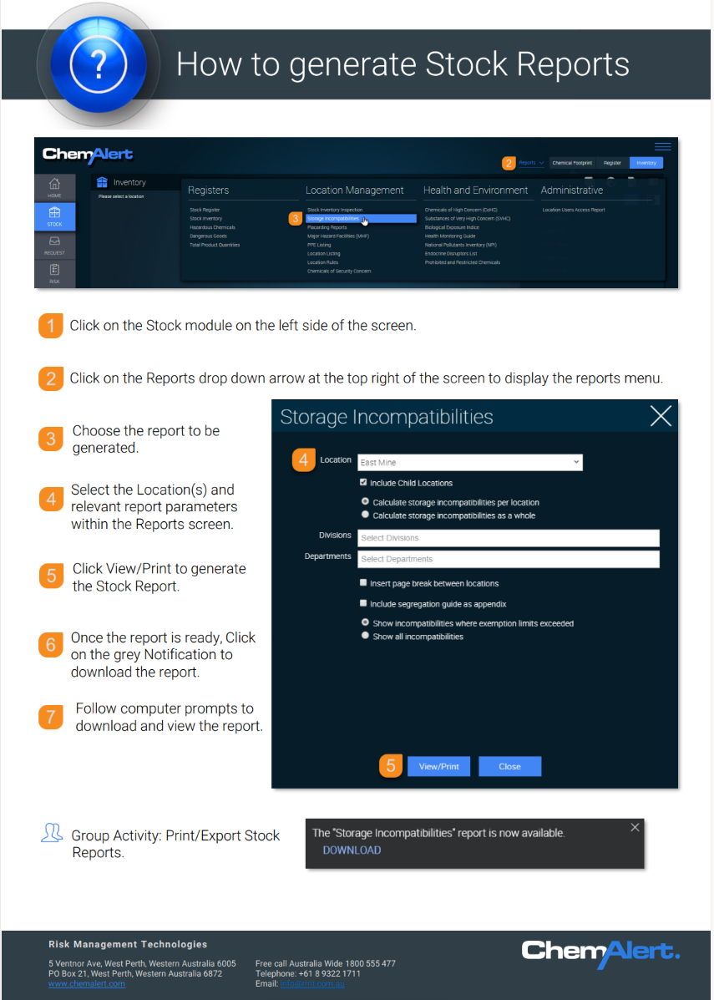 ?
How to generate Stock Reports
ChemAlert
2 Reports Chemical Footprint Register Inventory
HOME
STOCK
REQUEST
RISK
Inventory
Please select a location
Registers
Stock Register
Stock Inventory
Hazardous Chemicals
Dangerous Goods
Total Product Quantities
Location Management
Stock Inventory Inspection
3 Storage Incompatibilities
Placarding Reports
Major Hazard Facilities (MHF)
PPE Listing
Location Listing
Location Rules
Chemicals of Security Concern
Health and Environment
Chemicals of High Concern (CoHC)
Substances of Very High Concern (SVHC)
Biological Exposure Indice
Health Monitoring Guide
National Pollutants Inventory (NPI)
Endocrine Disruptors List
Prohibited and Restricted Chemicals
Administrative
Location Users Access Report
1 Click on the Stock module on the left side of the screen.
2 Click on the Reports drop down arrow at the top right of the screen to display the reports menu.
3 Choose the report to be
generated.
4 Select the Location(s) and
relevant report parameters
within the Reports screen.
5 Click View/Print to generate
the Stock Report.
6 Once the report is ready, Click
on the grey Notification to
download the report.
7 Follow computer prompts to
download and view the report.
Storage Incompatibilities
4 Location East Mine
Include Child Locations
Calculate storage incompatibilities per location
Calculate storage incompatibilities as a whole
Divisions Select Divisions
Departments Select Departments
Insert page break between locations
Include segregation guide as appendix
Show incompatibilities where exemption limits exceeded
Show all incompatibilities
5 View/Print Close
Group Activity: Print/Export Stock
Reports.
The "Storage Incompatibilities" report is now available.
DOWNLOAD
Risk Management Technologies
5 Ventnor Ave, West Perth, Western Australia 6005
PO Box 21, West Perth, Western Australia 6872
www.chemalert.com
Free call Australia Wide 1800 555 477
Telephone: +61 8 9322 1711
Email: info@rmt.com.au
ChemAlert.